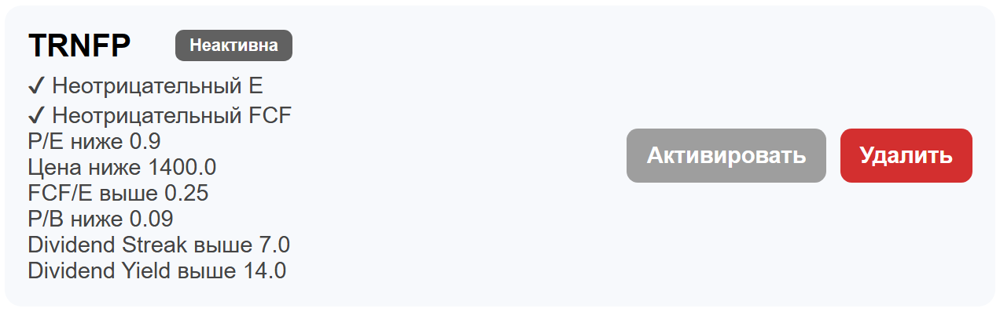 TRNFP Неактивна
✓ Неотрицательный E
✓ Неотрицательный FCF
P/E ниже 0.9
Цена ниже 1400.0
FCF/E выше 0.25
P/B ниже 0.09
Dividend Streak выше 7.0
Dividend Yield выше 14.0
Активировать Удалить